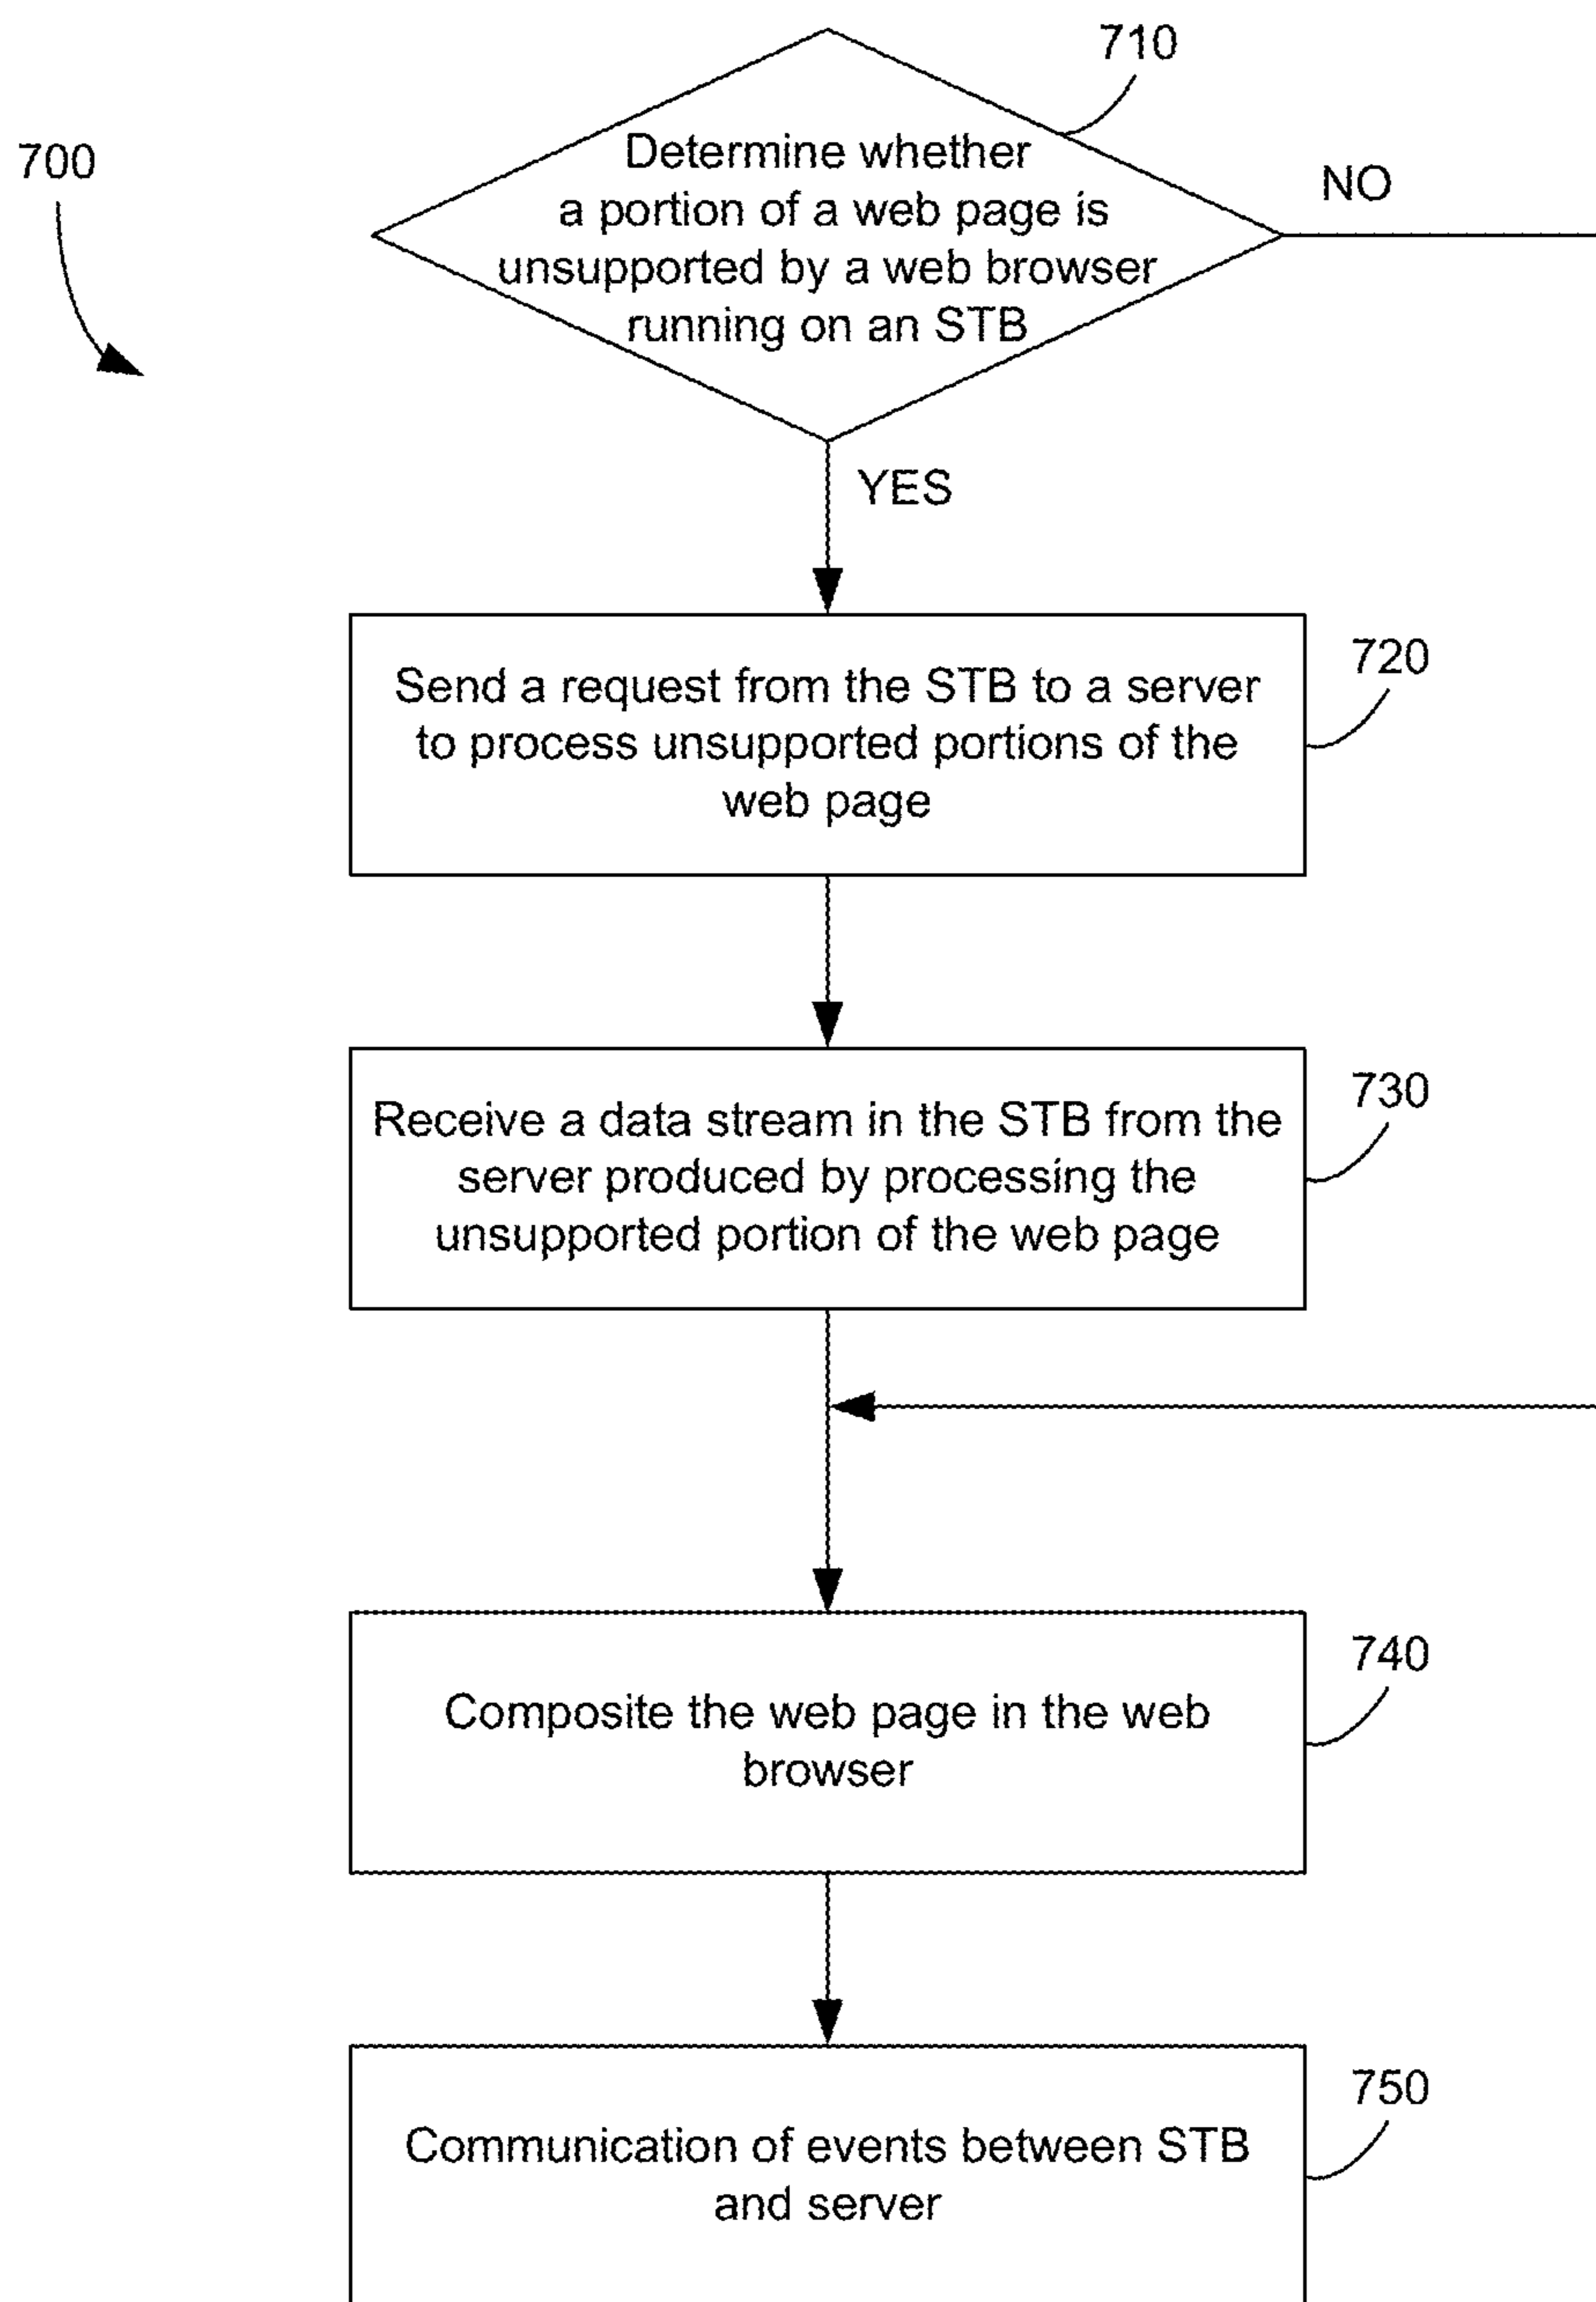 710
700
Determine whether
a portion of a web page is
unsupported by a web browser
running on an STB
NO
YES
720
Send a request from the STB to a server
to process unsupported portions of the
web page
730
Receive a data stream in the STB from the
server produced by processing the
unsupported portion of the web page
740
Composite the web page in the web
browser
750
Communication of events between STB
and server